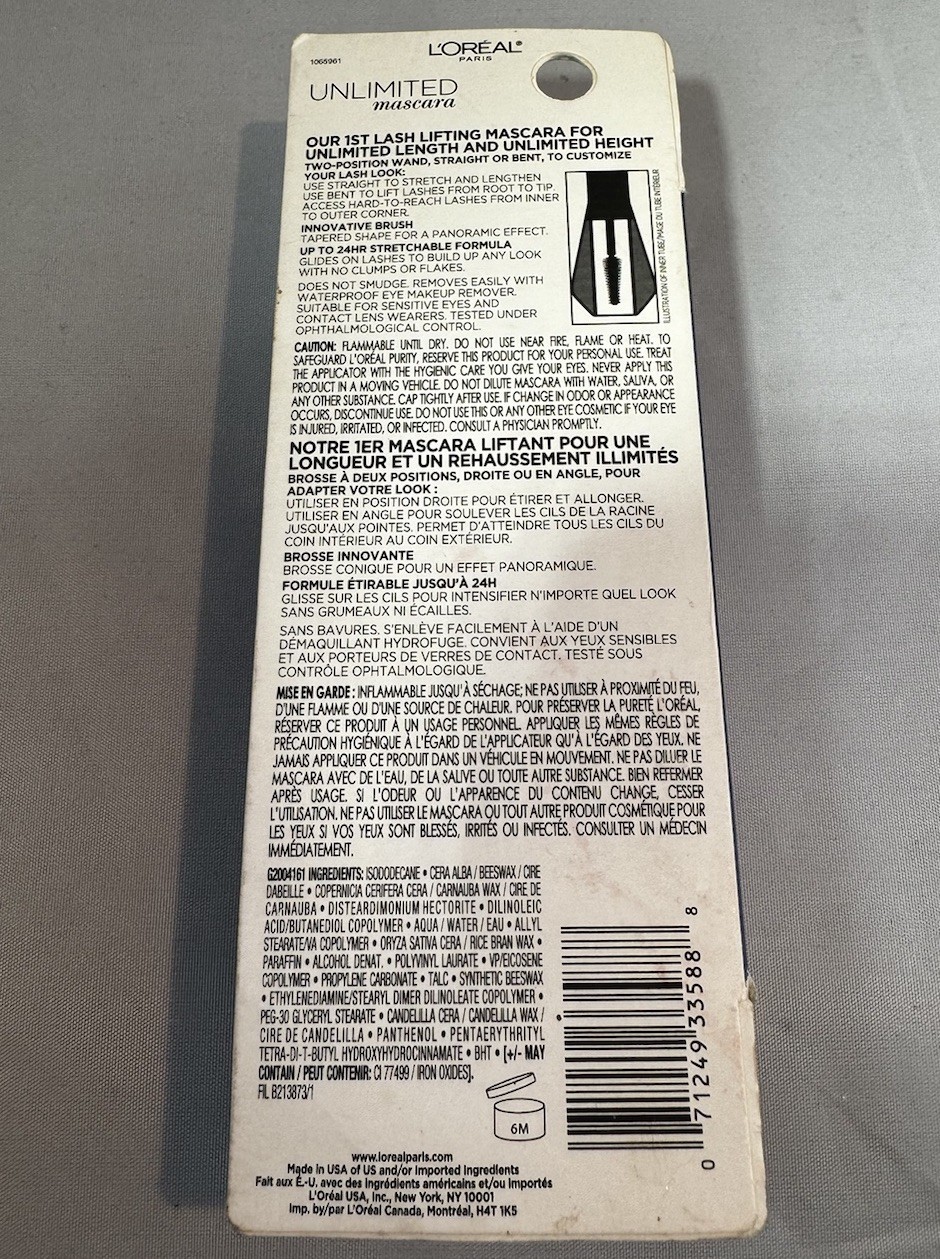 1065961
L'ORÉAL®
PARIS
UNLIMITED
mascara
OUR 1ST LASH LIFTING MASCARA FOR
UNLIMITED LENGTH AND UNLIMITED HEIGHT
TWO-POSITION WAND, STRAIGHT OR BENT, TO CUSTOMIZE
YOUR LASH LOOK:
USE STRAIGHT TO STRETCH AND LENGTHEN
USE BENT TO LIFT LASHES FROM ROOT TO TIP.
ACCESS HARD-TO-REACH LASHES FROM INNER
TO OUTER CORNER.
INNOVATIVE BRUSH
TAPERED SHAPE FOR A PANORAMIC EFFECT.
UP TO 24HR STRETCHABLE FORMULA
GLIDES ON LASHES TO BUILD UP ANY LOOK
WITH NO CLUMPS OR FLAKES.
DOES NOT SMUDGE. REMOVES EASILY WITH
WATERPROOF EYE MAKEUP REMOVER.
SUITABLE FOR SENSITIVE EYES AND
CONTACT LENS WEARERS. TESTED UNDER
OPHTHALMOLOGICAL CONTROL.
ILLUSTRATION OF INNER TUBE/IMAGE DU TUBE INTÉRIEUR
CAUTION: FLAMMABLE UNTIL DRY. DO NOT USE NEAR FIRE, FLAME OR HEAT. TO
SAFEGUARD L'ORÉAL PURITY, RESERVE THIS PRODUCT FOR YOUR PERSONAL USE. TREAT
THE APPLICATOR WITH THE HYGIENIC CARE YOU GIVE YOUR EYES. NEVER APPLY THIS
PRODUCT IN A MOVING VEHICLE. DO NOT DILUTE MASCARA WITH WATER, SALIVA, OR
ANY OTHER SUBSTANCE. CAP TIGHTLY AFTER USE. IF CHANGE IN ODOR OR APPEARANCE
OCCURS, DISCONTINUE USE. DO NOT USE THIS OR ANY OTHER EYE COSMETIC IF YOUR EYE
IS INJURED, IRRITATED, OR INFECTED. CONSULT A PHYSICIAN PROMPTLY.
NOTRE 1ER MASCARA LIFTANT POUR UNE
LONGUEUR ET UN REHAUSSEMENT ILLIMITÉS
BROSSE À DEUX POSITIONS, DROITE OU EN ANGLE, POUR
ADAPTER VOTRE LOOK :
UTILISER EN POSITION DROITE POUR ÉTIRER ET ALLONGER.
UTILISER EN ANGLE POUR SOULEVER LES CILS DE LA RACINE
JUSQU'AUX POINTES. PERMET D'ATTEINDRE TOUS LES CILS DU
COIN INTÉRIEUR AU COIN EXTÉRIEUR.
BROSSE INNOVANTE
BROSSE CONIQUE POUR UN EFFET PANORAMIQUE.
FORMULE ÉTIRABLE JUSQU'À 24H
GLISSE SUR LES CILS POUR INTENSIFIER N'IMPORTE QUEL LOOK
SANS GRUMEAUX NI ÉCAILLES.
SANS BAVURES. S'ENLÈVE FACILEMENT À L'AIDE D'UN
DÉMAQUILLANT HYDROFUGE. CONVIENT AUX YEUX SENSIBLES
ET AUX PORTEURS DE VERRES DE CONTACT. TESTÉ SOUS
CONTRÔLE OPHTALMOLOGIQUE.
MISE EN GARDE : INFLAMMABLE JUSQU'À SÉCHAGE; NE PAS UTILISER À PROXIMITÉ DU FEU,
D'UNE FLAMME OU D'UNE SOURCE DE CHALEUR. POUR PRÉSERVER LA PURETÉ L'ORÉAL,
RÉSERVER CE PRODUIT À UN USAGE PERSONNEL. APPLIQUER LES MÊMES RÈGLES DE
PRÉCAUTION HYGIÉNIQUE À L'ÉGARD DE L'APPLICATEUR QU'À L'ÉGARD DES YEUX. NE
JAMAIS APPLIQUER CE PRODUIT DANS UN VÉHICULE EN MOUVEMENT. NE PAS DILUER LE
MASCARA AVEC DE L'EAU, DE LA SALIVE OU TOUTE AUTRE SUBSTANCE. BIEN REFERMER
APRÈS USAGE. SI L'ODEUR OU L'APPARENCE DU CONTENU CHANGE, CESSER
L'UTILISATION. NE PAS UTILISER LE MASCARA OU TOUT AUTRE PRODUIT COSMÉTIQUE POUR
LES YEUX SI VOS YEUX SONT BLESSÉS, IRRITÉS OU INFECTÉS. CONSULTER UN MÉDECIN
IMMÉDIATEMENT.
G2004161 INGREDIENTS: ISODODECANE • CERA ALBA / BEESWAX / CIRE
DABEILLE • COPERNICIA CERIFERA CERA / CARNAUBA WAX / CIRE DE
CARNAUBA • DISTEARDIMONIUM HECTORITE • DILINOLEIC
ACID/BUTANEDIOL COPOLYMER • AQUA / WATER / EAU • ALLYL
STEARATE/VA COPOLYMER • ORYZA SATIVA CERA / RICE BRAN WAX •
PARAFFIN • ALCOHOL DENAT. • POLYVINYL LAURATE • VP/EICOSENE
COPOLYMER • PROPYLENE CARBONATE • TALC • SYNTHETIC BEESWAX
• ETHYLENEDIAMINE/STEARYL DIMER DILINOLEATE COPOLYMER •
PEG-30 GLYCERYL STEARATE • CANDELILLA CERA / CANDELILLA WAX /
CIRE DE CANDELILLA • PANTHENOL • PENTAERYTHRITYL
TETRA-DI-T-BUTYL HYDROXYHYDROCINNAMATE • BHT • [+/- MAY
CONTAIN / PEUT CONTENIR: CI 77499 / IRON OXIDES].
FIL B213873/1
6M
0 71249 33588 8
www.lorealparis.com
Made in USA of US and/or Imported Ingredients
Fait aux É.-U. avec des ingrédients américains et/ou importés
L'Oréal USA, Inc., New York, NY 10001
Imp. by/par L'Oréal Canada, Montréal, H4T 1K5